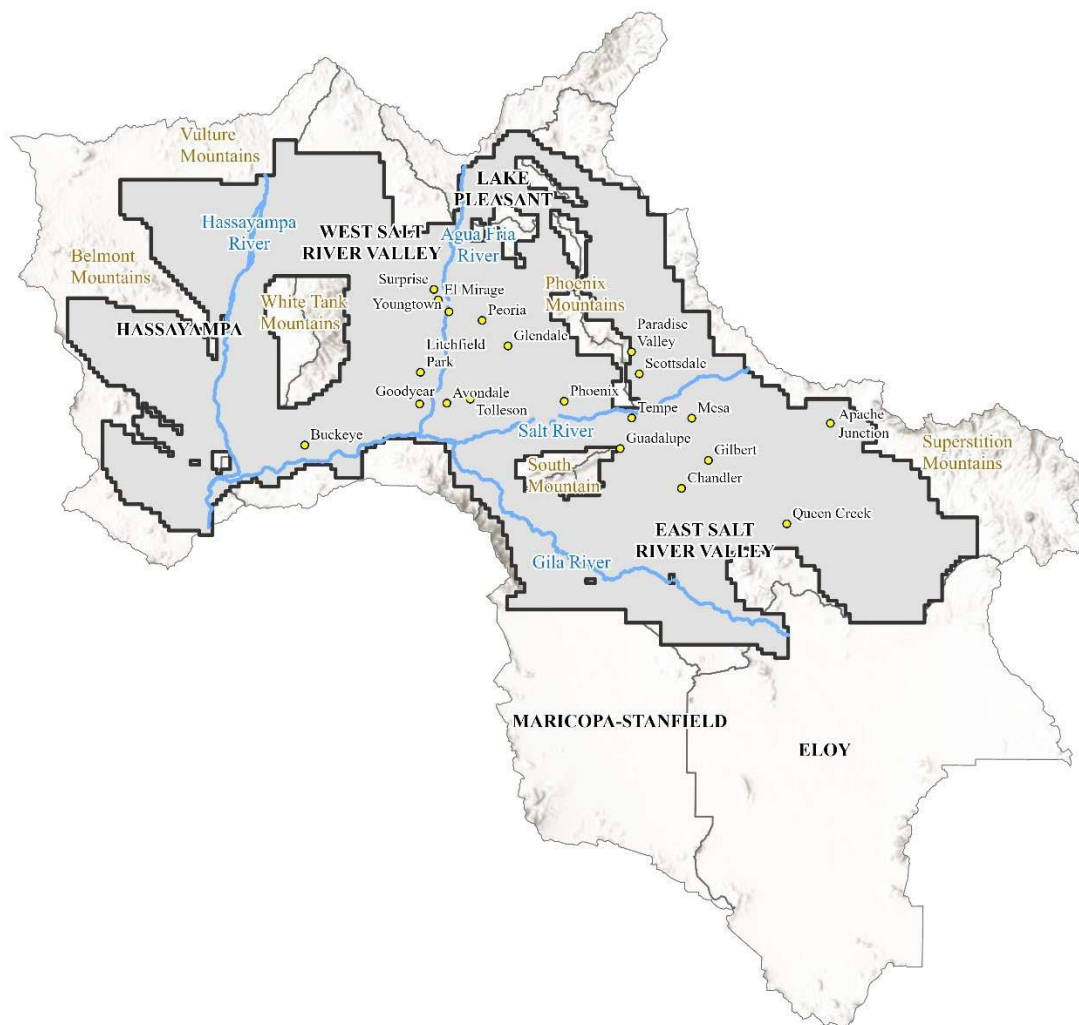 Vulture
Mountains
LAKE
PLEASANT
Hassayampa
River
WEST SALT
RIVER VALLEY
Agua Fria
River
Belmont
Mountains
Surprise
El Mirage
Youngtown
Peoria
Phoenix
Mountains
White Tank
Mountains
HASSAYAMPA
Glendale
Paradise
Valley
Litchfield
Park
Scottsdale
Goodyear
Avondale
Tolleson
Phoenix
Tempe
Mesa
Apache
Junction
Salt River
Buckeye
Guadalupe
Superstition
Mountains
South
Mountain
Gilbert
Chandler
Queen Creek
EAST SALT
RIVER VALLEY
Gila River
MARICOPA-STANFIELD
ELOY